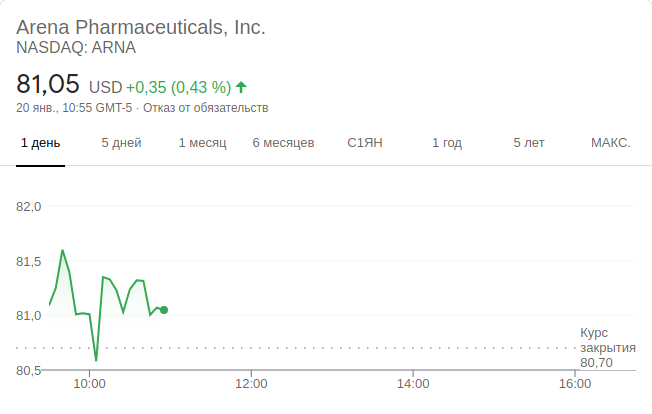 Arena Pharmaceuticals, Inc.
NASDAQ: ARNA
81,05 USD +0,35 (0,43 %)
20 янв., 10:55 GMT-5 · Отказ от обязательств
1 день 5 дней 1 месяц 6 месяцев С1ЯН 1 год 5 лет МАКС.
82,0
81,5
81,0
Курс
закрытия
80,70
80,5
10:00 12:00 14:00 16:00